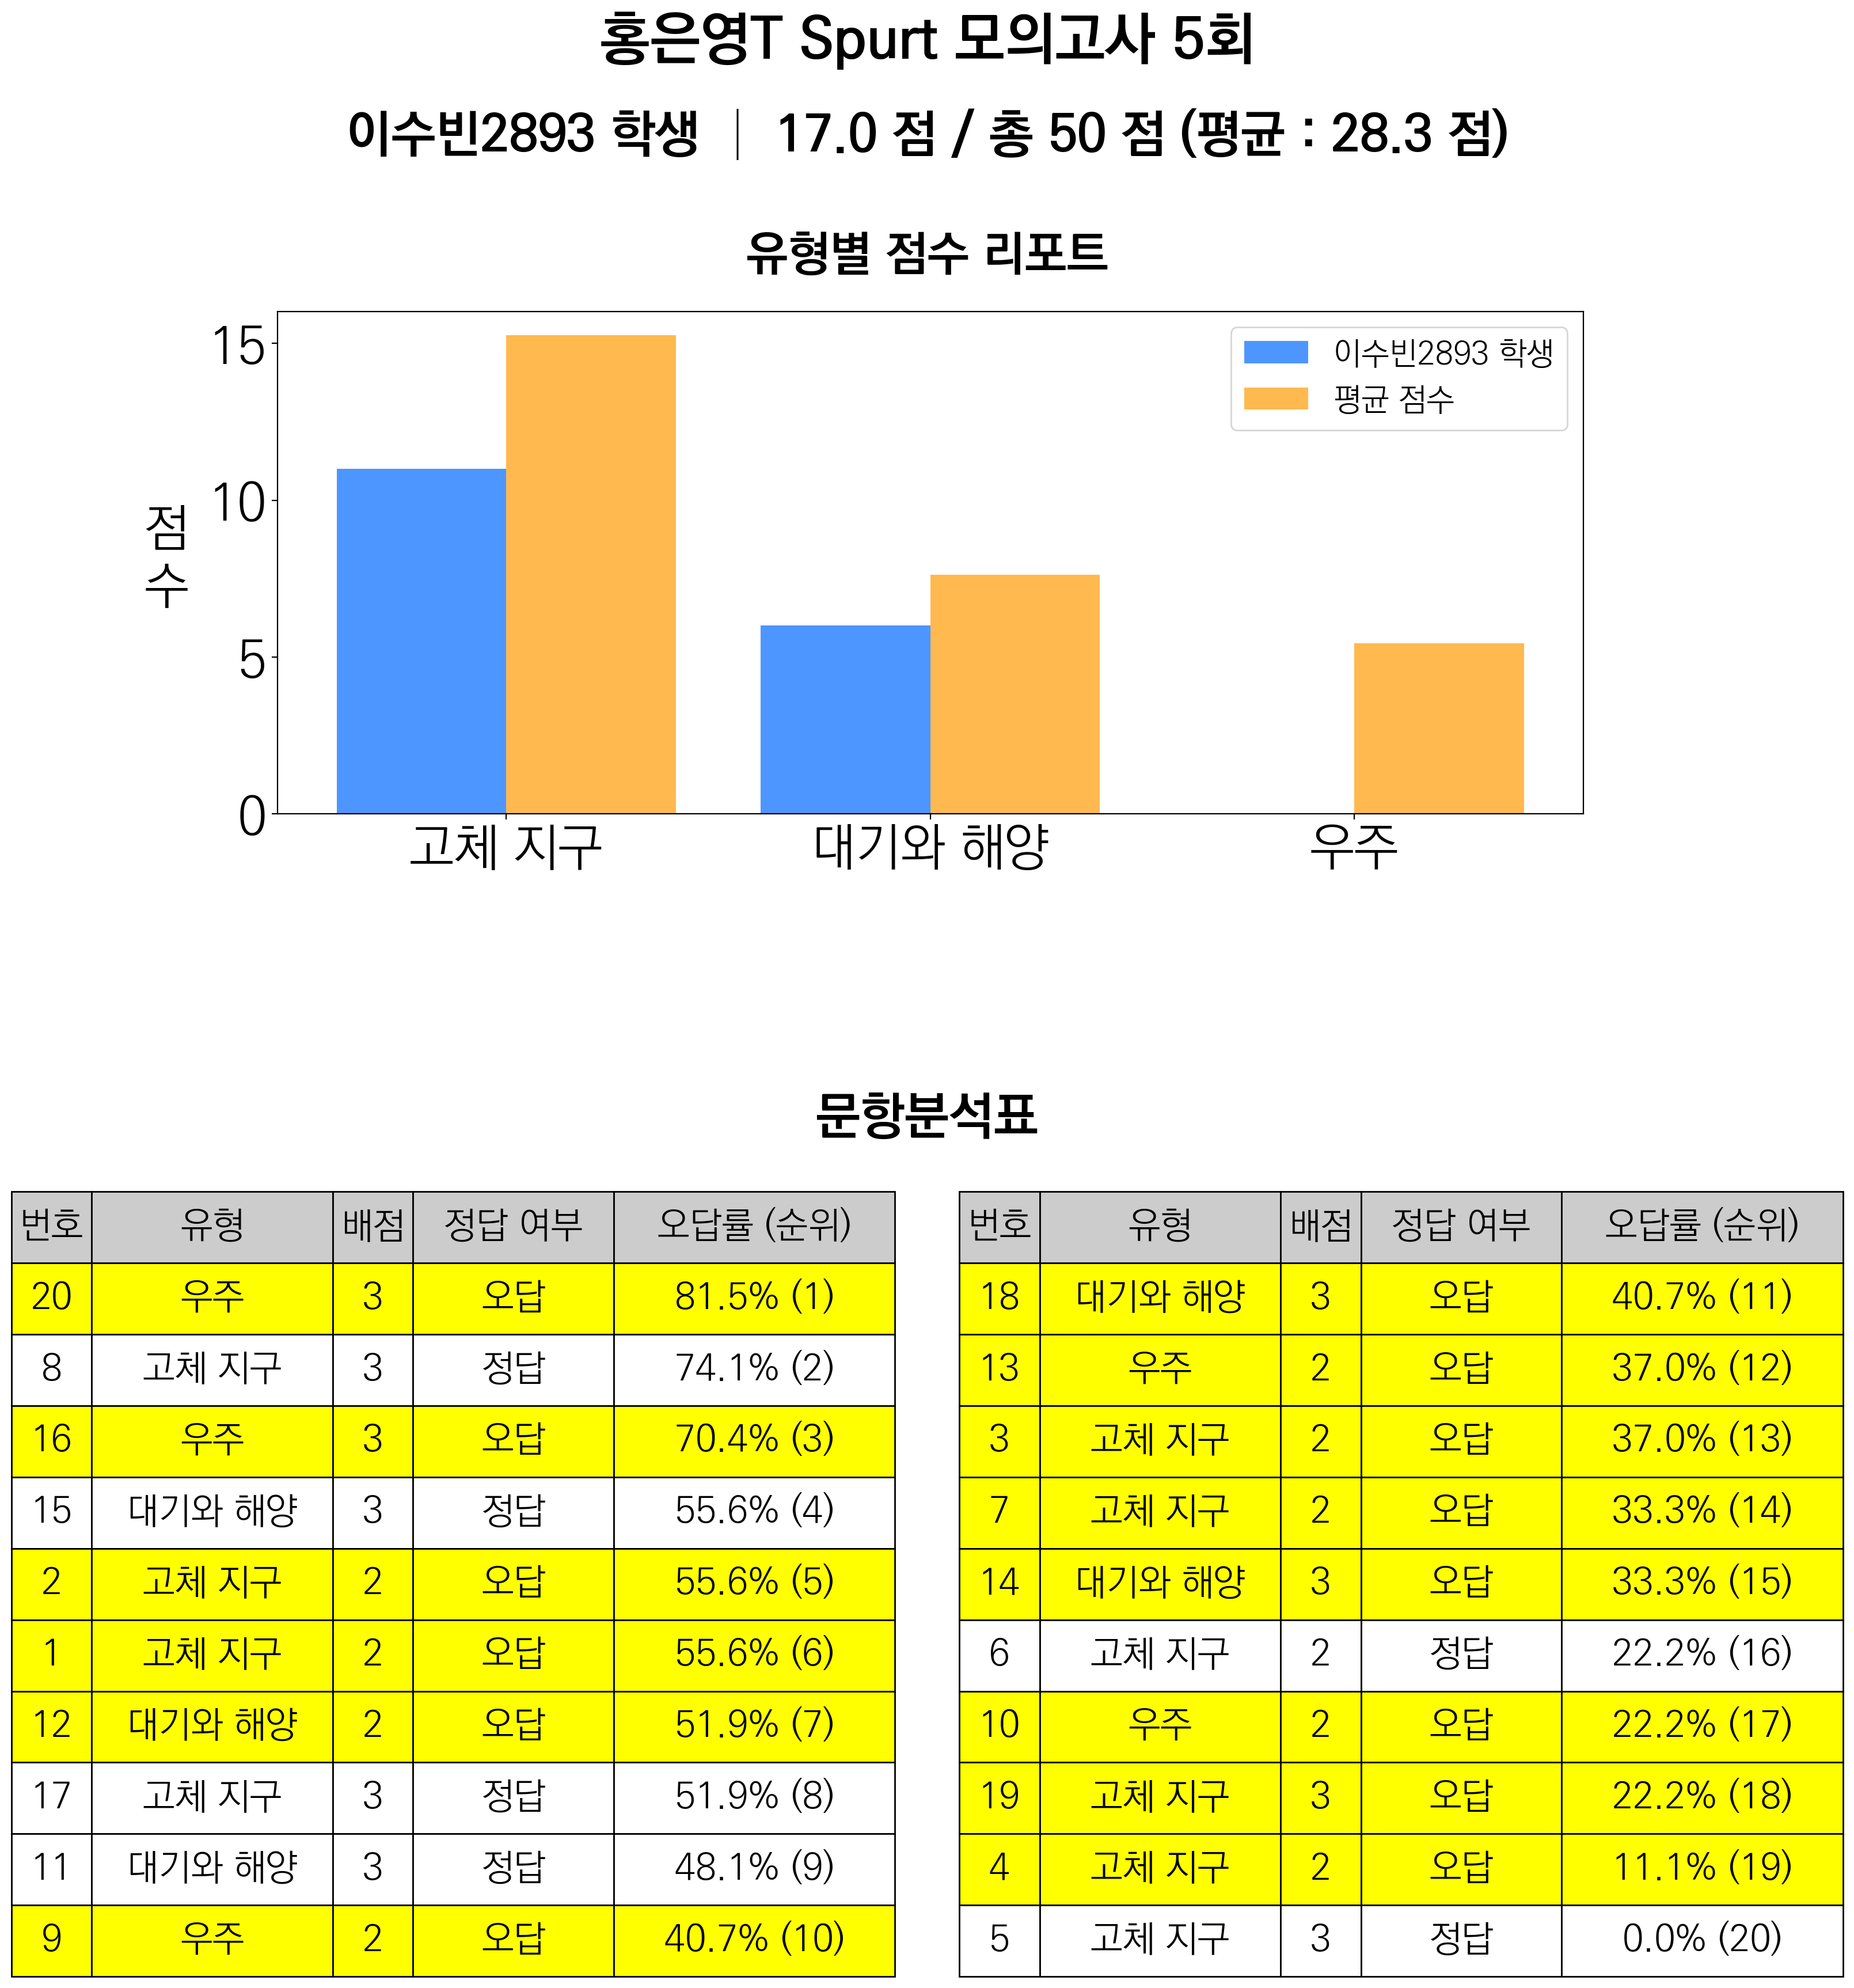 홍은영T Spurt 모의고사 5회
이수빈2893 학생 | 17.0 점 / 총 50 점 (평균 : 28.3 점)
유형별 점수 리포트
점수
15
10
5
0
이수빈2893 학생
평균 점수
고체 지구 대기와 해양 우주
문항분석표
번호 유형 배점 정답 여부 오답률 (순위)
20 우주 3 오답 81.5% (1)
8 고체 지구 3 정답 74.1% (2)
16 우주 3 오답 70.4% (3)
15 대기와 해양 3 정답 55.6% (4)
2 고체 지구 2 오답 55.6% (5)
1 고체 지구 2 오답 55.6% (6)
12 대기와 해양 2 오답 51.9% (7)
17 고체 지구 3 정답 51.9% (8)
11 대기와 해양 3 정답 48.1% (9)
9 우주 2 오답 40.7% (10)
번호 유형 배점 정답 여부 오답률 (순위)
18 대기와 해양 3 오답 40.7% (11)
13 우주 2 오답 37.0% (12)
3 고체 지구 2 오답 37.0% (13)
7 고체 지구 2 오답 33.3% (14)
14 대기와 해양 3 오답 33.3% (15)
6 고체 지구 2 정답 22.2% (16)
10 우주 2 오답 22.2% (17)
19 고체 지구 3 오답 22.2% (18)
4 고체 지구 2 오답 11.1% (19)
5 고체 지구 3 정답 0.0% (20)